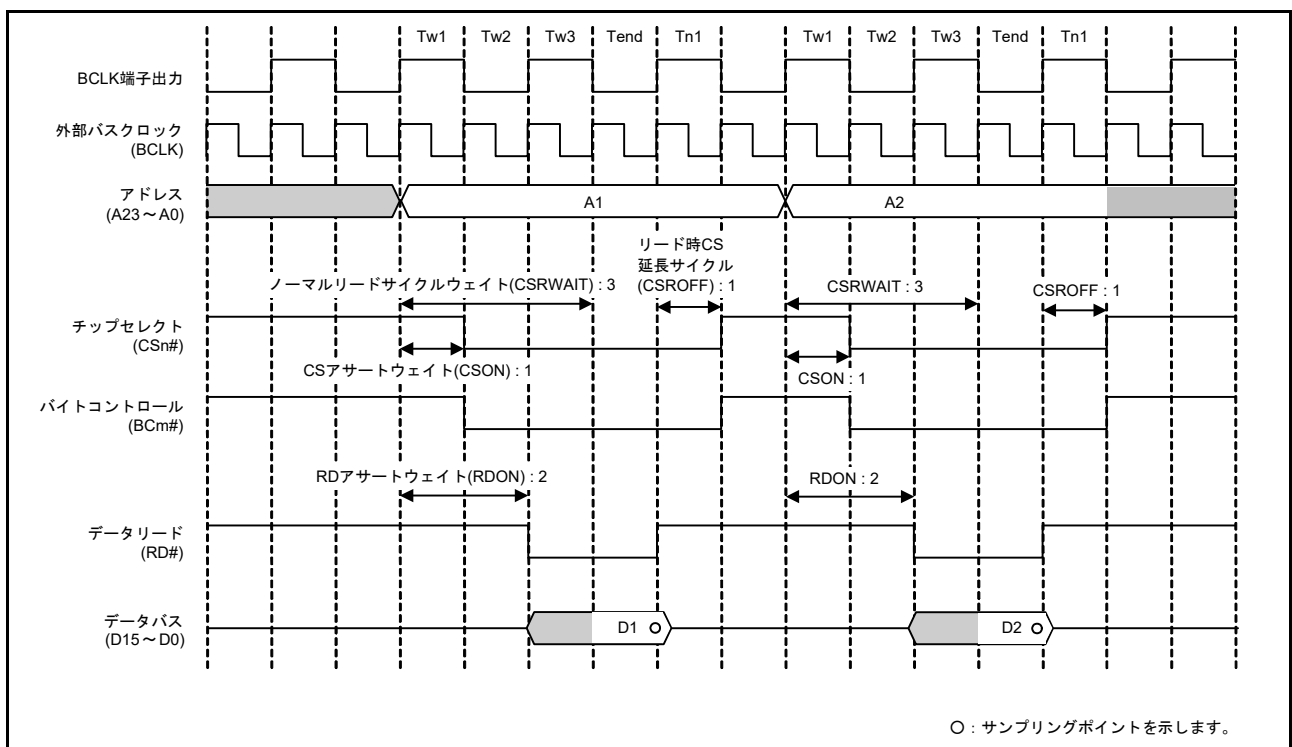 Tw1 Tw2 Tw3 Tend Tn1 Tw1 Tw2 Tw3 Tend Tn1
BCLK端子出力
外部バスクロック
(BCLK)
アドレス
(A23～A0)
A1
A2
リード時CS
延長サイクル
(CSROFF) : 1
ノーマルリードサイクルウェイト(CSRWAIT) : 3
CSRWAIT : 3
CSROFF : 1
チップセレクト
(CSn#)
CSアサートウェイト(CSON) : 1
CSON : 1
バイトコントロール
(BCm#)
RDアサートウェイト(RDON) : 2
RDON : 2
データリード
(RD#)
データバス
(D15～D0)
D1
D2
○ : サンプリングポイントを示します。